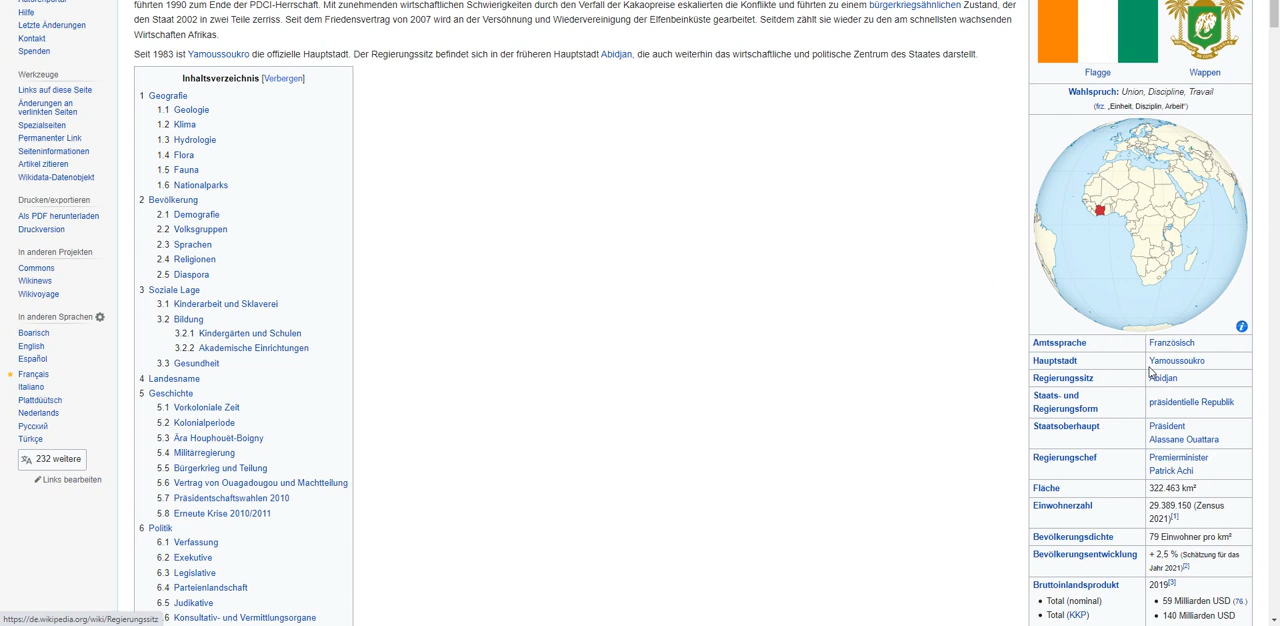 Hilfe
Letzte Änderungen
Kontakt
Spenden
Werkzeuge
Links auf diese Seite
Änderungen an
verlinkten Seiten
Spezialseiten
Permanenter Link
Seiteninformationen
Artikel zitieren
Wikidata-Datenobjekt
Drucken/exportieren
Als PDF herunterladen
Druckversion
In anderen Projekten
Commons
Wikinews
Wikivoyage
In anderen Sprachen
Boarisch
English
Español
Français
Italiano
Plattdüütsch
Nederlands
Русский
Türkçe
232 weitere
Links bearbeiten
führten 1990 zum Ende der PDCI-Herrschaft. Mit zunehmenden wirtschaftlichen Schwierigkeiten durch den Verfall der Kakaopreise eskalierten die Konflikte und führten zu einem bürgerkriegsähnlichen Zustand, der
den Staat 2002 in zwei Teile zerriss. Seit dem Friedensvertrag von 2007 wird an der Versöhnung und Wiedervereinigung der Elfenbeinküste gearbeitet. Seitdem zählt sie wieder zu den am schnellsten wachsenden
Wirtschaften Afrikas.
Seit 1983 ist Yamoussoukro die offizielle Hauptstadt. Der Regierungssitz befindet sich in der früheren Hauptstadt Abidjan, die auch weiterhin das wirtschaftliche und politische Zentrum des Staates darstellt.
Inhaltsverzeichnis [Verbergen]
1 Geografie
1.1 Geologie
1.2 Klima
1.3 Hydrologie
1.4 Flora
1.5 Fauna
1.6 Nationalparks
2 Bevölkerung
2.1 Demografie
2.2 Volksgruppen
2.3 Sprachen
2.4 Religionen
2.5 Diaspora
3 Soziale Lage
3.1 Kinderarbeit und Sklaverei
3.2 Bildung
3.2.1 Kindergärten und Schulen
3.2.2 Akademische Einrichtungen
3.3 Gesundheit
4 Landesname
5 Geschichte
5.1 Vorkoloniale Zeit
5.2 Kolonialperiode
5.3 Ära Houphouët-Boigny
5.4 Militärregierung
5.5 Bürgerkrieg und Teilung
5.6 Vertrag von Ouagadougou und Machtteilung
5.7 Präsidentschaftswahlen 2010
5.8 Erneute Krise 2010/2011
6 Politik
6.1 Verfassung
6.2 Exekutive
6.3 Legislative
6.4 Parteienlandschaft
6.5 Judikative
6 Konsultativ- und Vermittlungsorgane
Flagge Wappen
Wahlspruch: Union, Discipline, Travail
(frz. „Einheit, Disziplin, Arbeit“)
Amtssprache Französisch
Hauptstadt Yamoussoukro
Regierungssitz Abidjan
Staats- und
Regierungsform präsidentielle Republik
Staatsoberhaupt Präsident
Alassane Ouattara
Regierungschef Premierminister
Patrick Achi
Fläche 322.463 km²
Einwohnerzahl 29.389.150 (Zensus
2021)[1]
Bevölkerungsdichte 79 Einwohner pro km²
Bevölkerungsentwicklung + 2,5 % (Schätzung für das
Jahr 2021)[2]
Bruttoinlandsprodukt 2019[3]
• Total (nominal) • 59 Milliarden USD (76.)
• Total (KKP) • 140 Milliarden USD
https://de.wikipedia.org/wiki/Regierungssitz